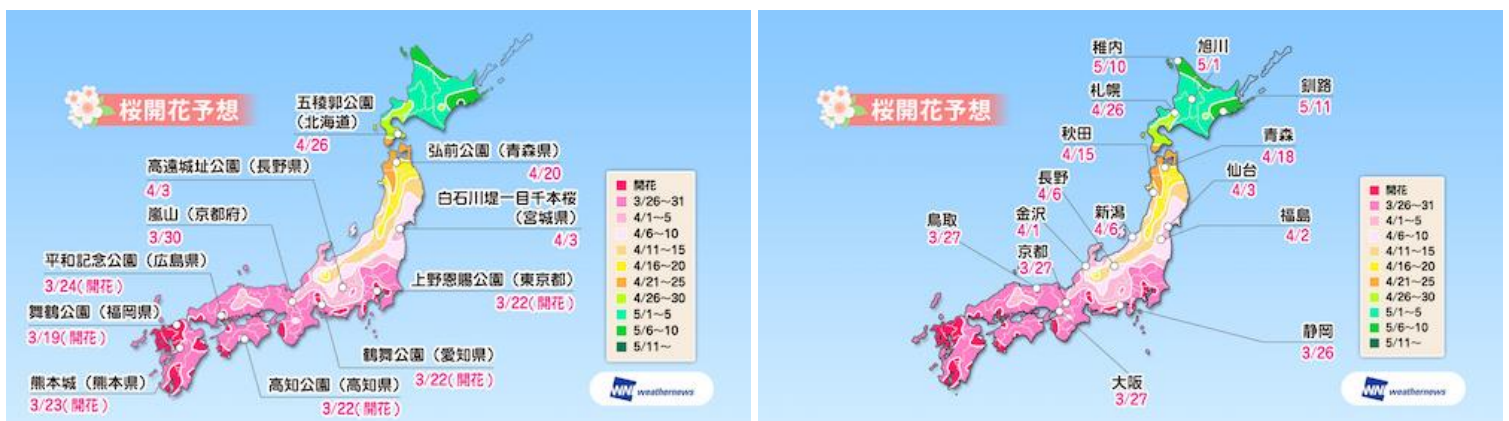 桜開花予想
五稜郭公園
(北海道)
4/26
弘前公園(青森県)
4/20
高遠城址公園(長野県)
4/3
白石川堤一目千本桜
(宮城県)
4/3
嵐山(京都府)
3/30
平和記念公園(広島県)
3/24(開花)
上野恩賜公園(東京都)
3/22(開花)
舞鶴公園(福岡県)
3/19(開花)
鶴舞公園(愛知県)
3/22(開花)
熊本城(熊本県)
3/23(開花)
高知公園(高知県)
3/22(開花)
開花
3/26~31
4/1~5
4/6~10
4/11~15
4/16~20
4/21~25
4/26~30
5/1~5
5/6~10
5/11~
WNI weathernews
桜開花予想
稚内
5/10
旭川
5/1
札幌
4/26
釧路
5/11
秋田
4/15
青森
4/18
仙台
4/3
長野
4/6
新潟
4/6
金沢
4/1
福島
4/2
鳥取
3/27
京都
3/27
静岡
3/26
大阪
3/27
開花
3/26~31
4/1~5
4/6~10
4/11~15
4/16~20
4/21~25
4/26~30
5/1~5
5/6~10
5/11~
WNI weathernews